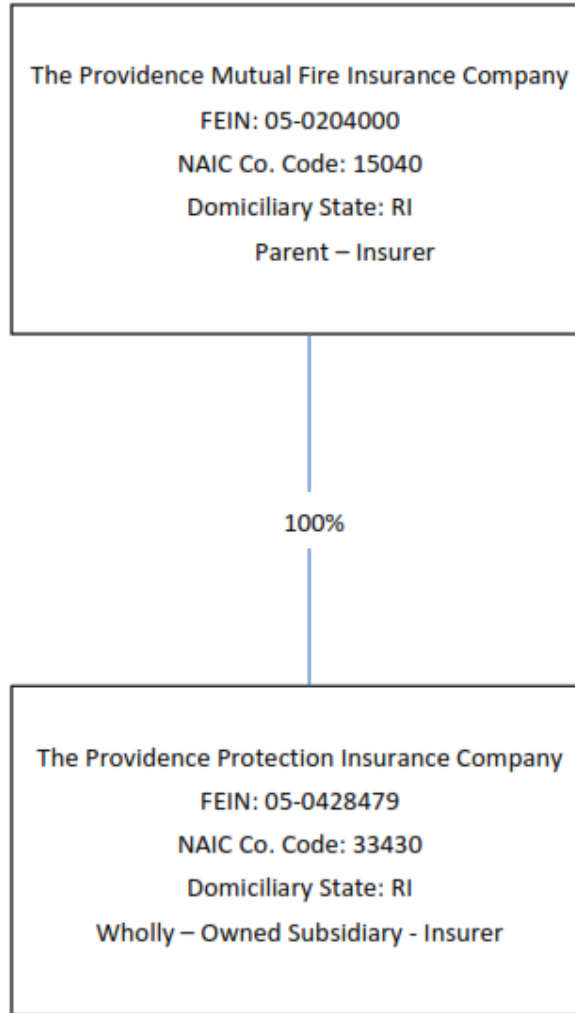 The Providence Mutual Fire Insurance Company
FEIN: 05-0204000
NAIC Co. Code: 15040
Domiciliary State: RI
Parent – Insurer
100%
The Providence Protection Insurance Company
FEIN: 05-0428479
NAIC Co. Code: 33430
Domiciliary State: RI
Wholly – Owned Subsidiary - Insurer